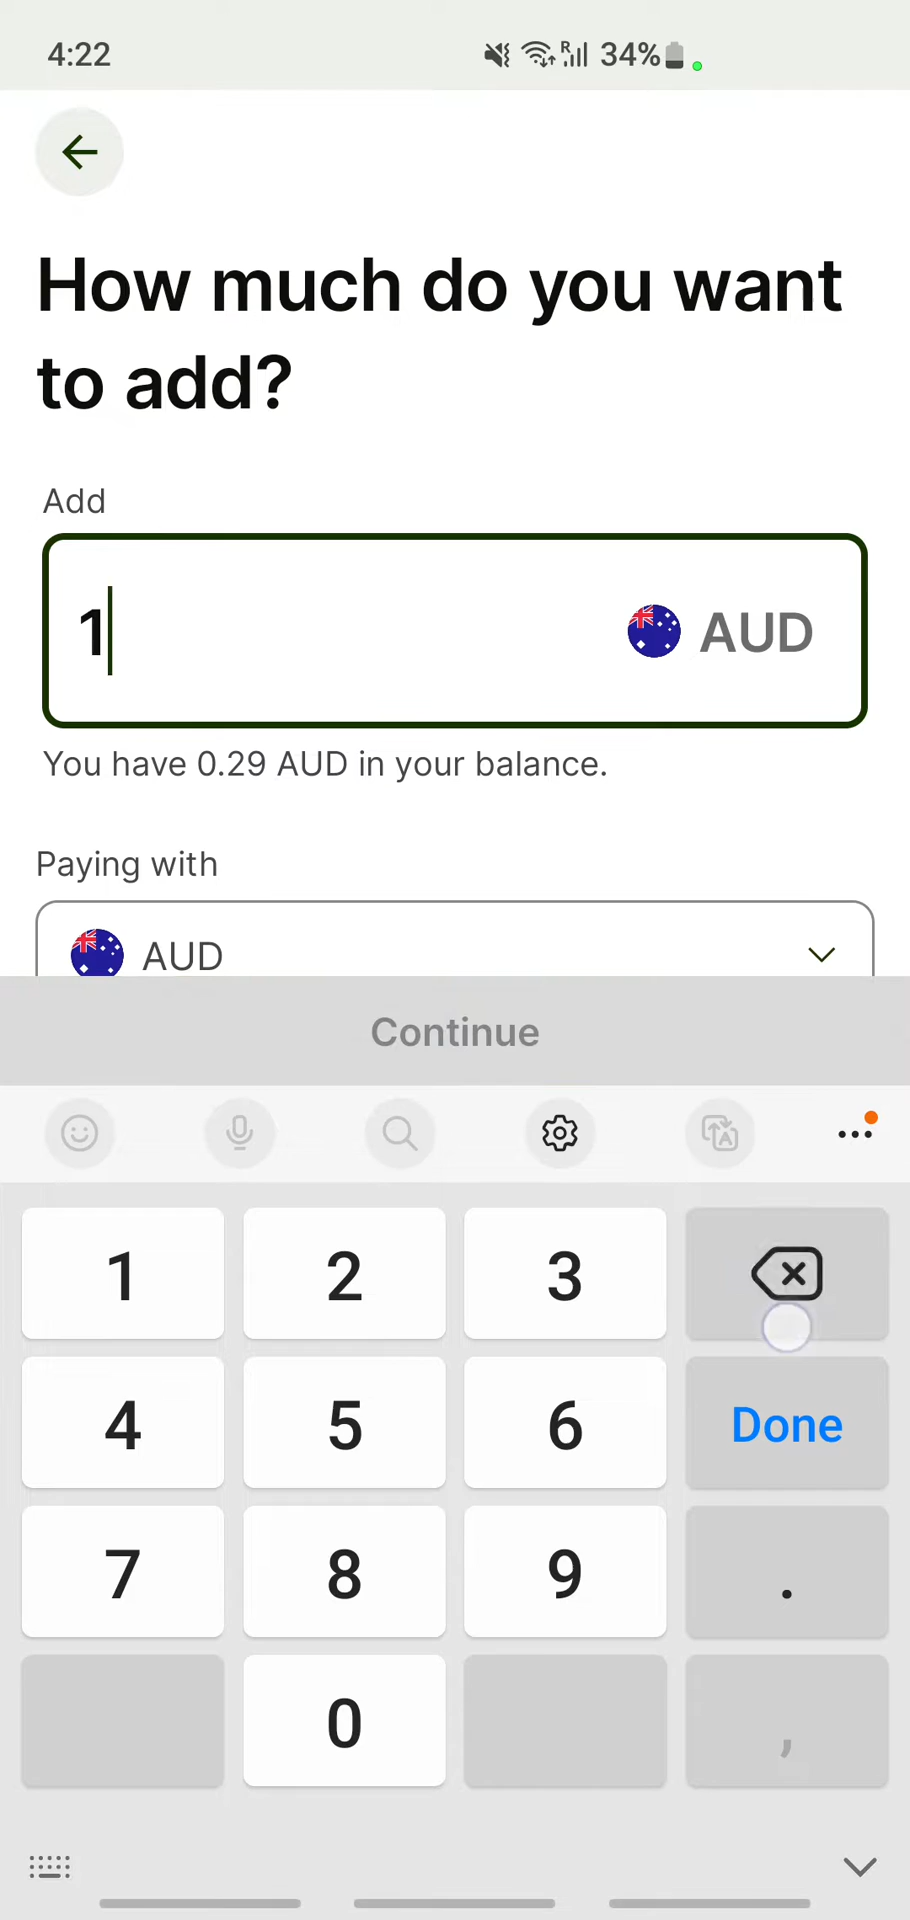 4:22
R 34%
How much do you want
to add?
Add
1 AUD
You have 0.29 AUD in your balance.
Paying with
AUD
Continue
1 2 3
4 5 6 Done
7 8 9 .
0 ,